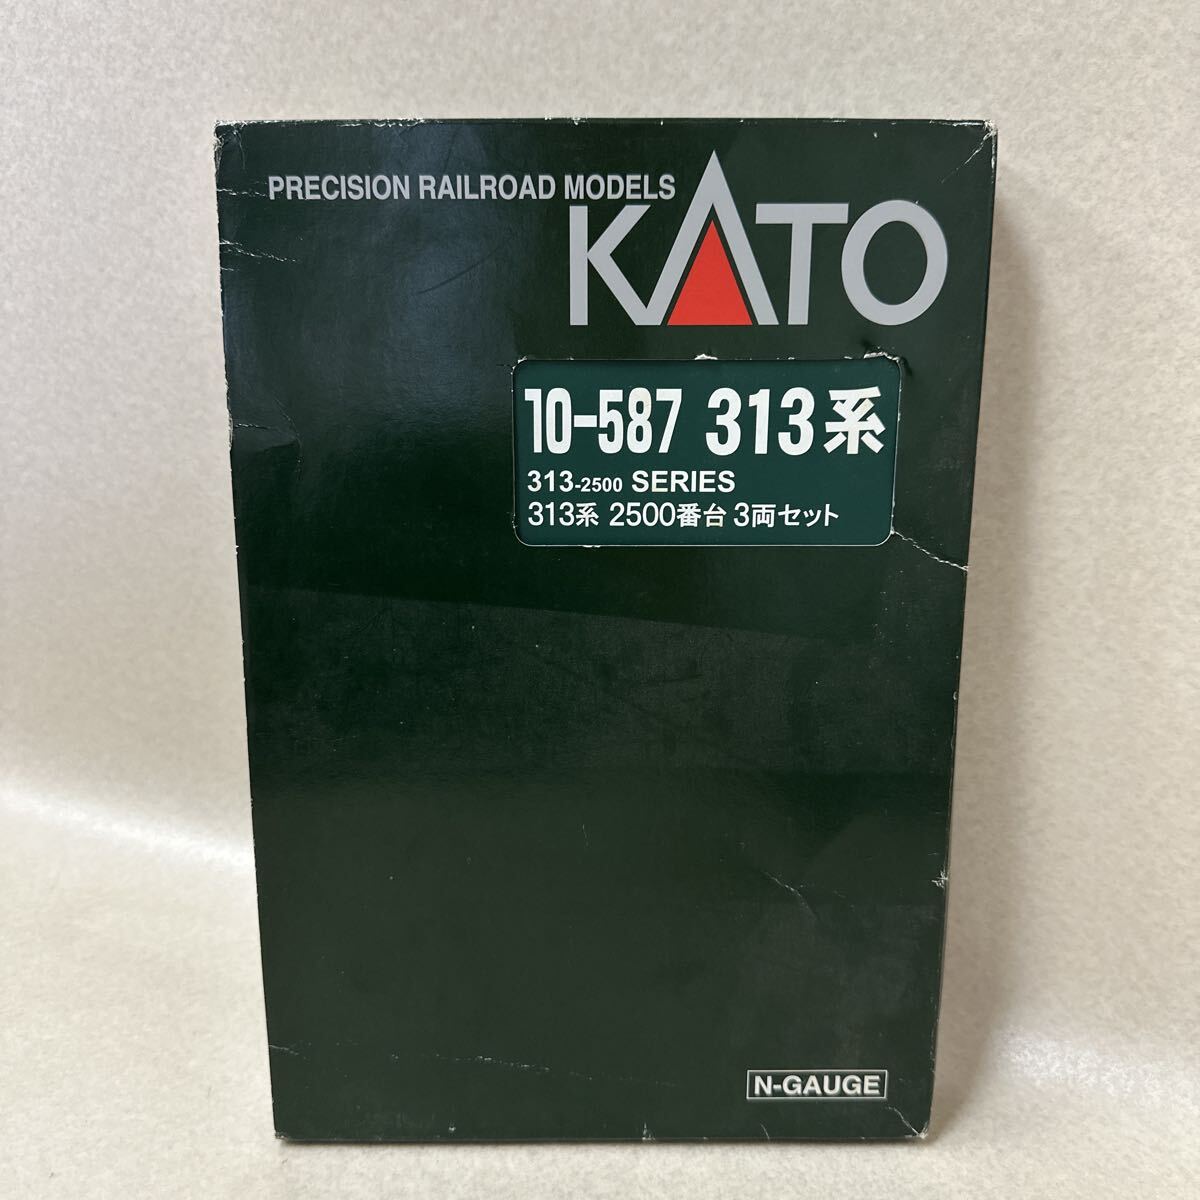 PRECISION RAILROAD MODELS
KATO
10-587 313系
313-2500 SERIES
313系 2500番台 3両セット
N-GAUGE